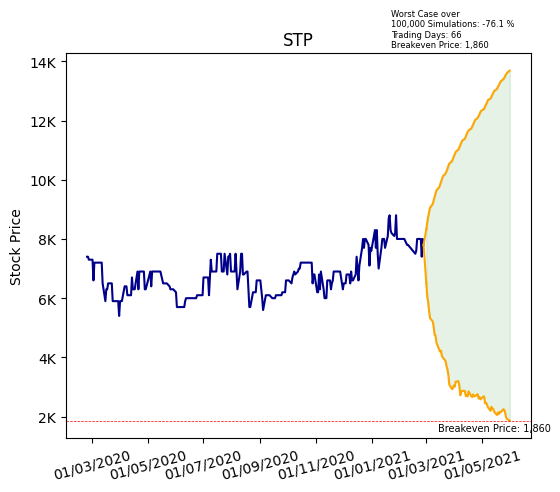 Worst Case over
100,000 Simulations: -76.1 %
Trading Days: 66
Breakeven Price: 1,860
STP
14K
12K
10K
8K
6K
4K
2K
Stock Price
Breakeven Price: 1,860
01/03/2020
01/05/2020
01/07/2020
01/09/2020
01/11/2020
01/01/2021
01/03/2021
01/05/2021